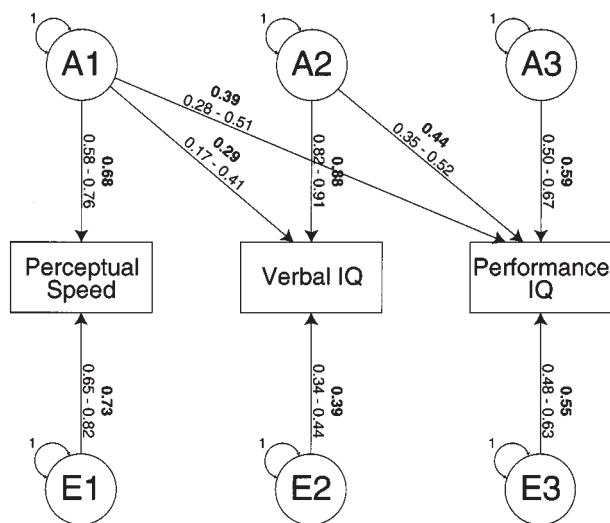 1
1
1
A1
A2
A3
0.39
0.28 - 0.51
0.29
0.17 - 0.41
0.44
0.35 - 0.52
0.68
0.58 - 0.76
0.88
0.82 - 0.91
0.59
0.50 - 0.67
Perceptual
Speed
Verbal IQ
Performance
IQ
0.73
0.65 - 0.82
0.39
0.34 - 0.44
0.55
0.48 - 0.63
1
1
1
E1
E2
E3